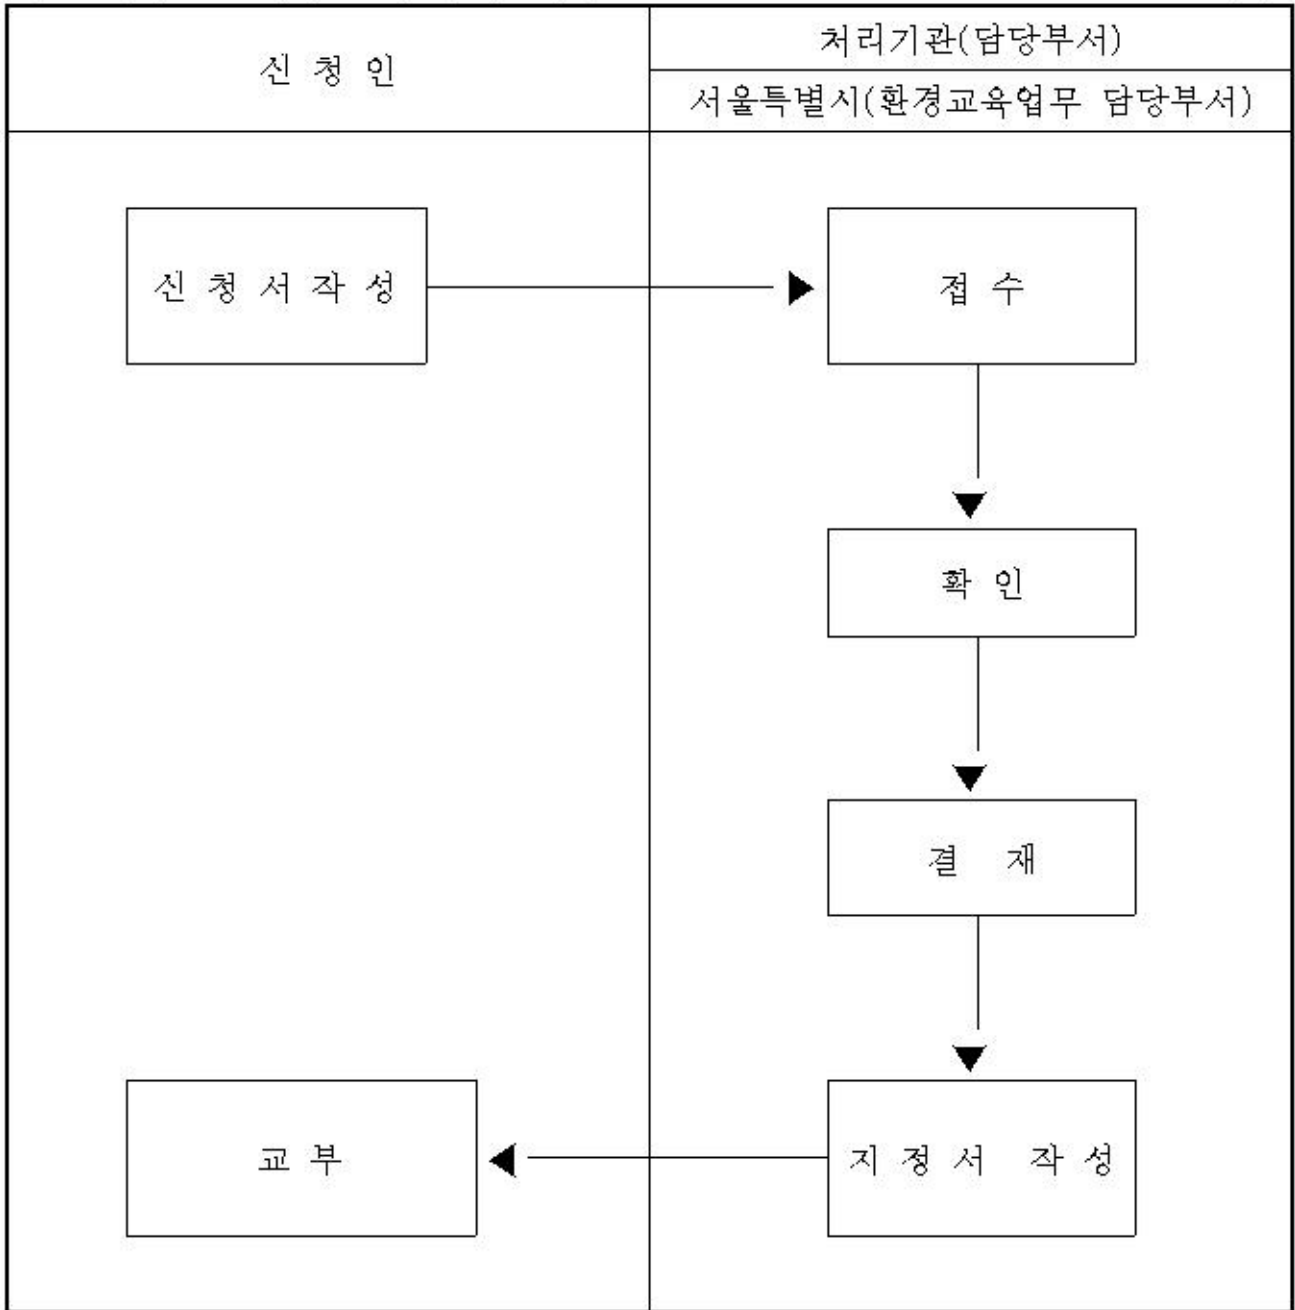 신 청 인
처리기관(담당부서)
서울특별시(환경교육업무 담당부서)
신 청 서 작 성
접 수
확 인
결 재
지 정 서 작 성
교 부